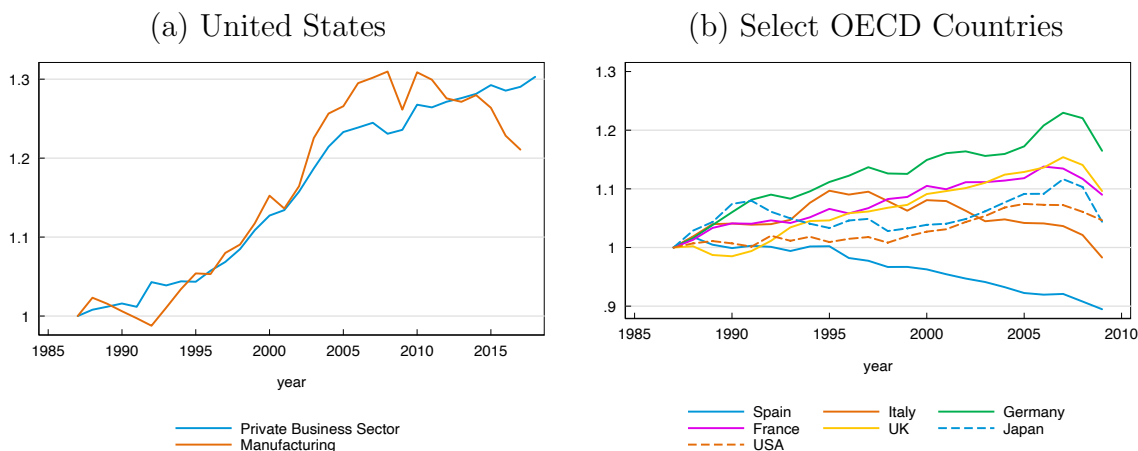 (a) United States
1.3
1.2
1.1
1
1985 1990 1995 2000 2005 2010 2015
year
Private Business Sector
Manufacturing
(b) Select OECD Countries
1.3
1.2
1.1
1
.9
1985 1990 1995 2000 2005 2010
year
Spain Italy Germany
France UK Japan
USA